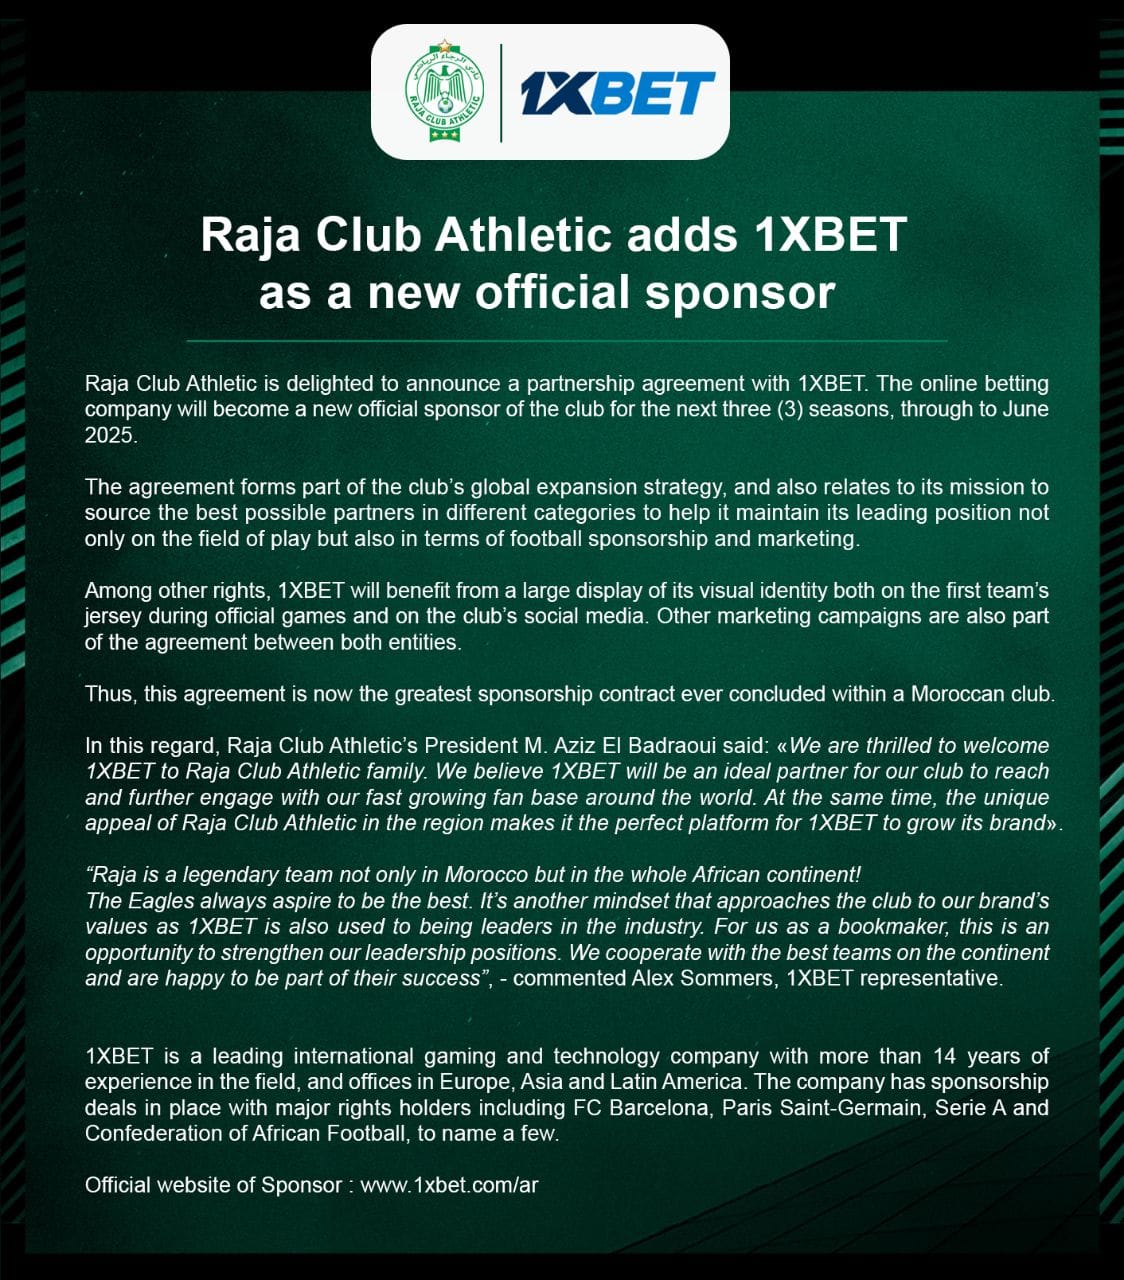 نادي الرجاء الرياضي
RAJA CLUB ATHLETIC
1XBET
Raja Club Athletic adds 1XBET
as a new official sponsor
Raja Club Athletic is delighted to announce a partnership agreement with 1XBET. The online betting
company will become a new official sponsor of the club for the next three (3) seasons, through to June
2025.
The agreement forms part of the club’s global expansion strategy, and also relates to its mission to
source the best possible partners in different categories to help it maintain its leading position not
only on the field of play but also in terms of football sponsorship and marketing.
Among other rights, 1XBET will benefit from a large display of its visual identity both on the first team’s
jersey during official games and on the club’s social media. Other marketing campaigns are also part
of the agreement between both entities.
Thus, this agreement is now the greatest sponsorship contract ever concluded within a Moroccan club.
In this regard, Raja Club Athletic’s President M. Aziz El Badraoui said: «We are thrilled to welcome
1XBET to Raja Club Athletic family. We believe 1XBET will be an ideal partner for our club to reach
and further engage with our fast growing fan base around the world. At the same time, the unique
appeal of Raja Club Athletic in the region makes it the perfect platform for 1XBET to grow its brand».
“Raja is a legendary team not only in Morocco but in the whole African continent!
The Eagles always aspire to be the best. It’s another mindset that approaches the club to our brand’s
values as 1XBET is also used to being leaders in the industry. For us as a bookmaker, this is an
opportunity to strengthen our leadership positions. We cooperate with the best teams on the continent
and are happy to be part of their success”, - commented Alex Sommers, 1XBET representative.
1XBET is a leading international gaming and technology company with more than 14 years of
experience in the field, and offices in Europe, Asia and Latin America. The company has sponsorship
deals in place with major rights holders including FC Barcelona, Paris Saint-Germain, Serie A and
Confederation of African Football, to name a few.
Official website of Sponsor : www.1xbet.com/ar